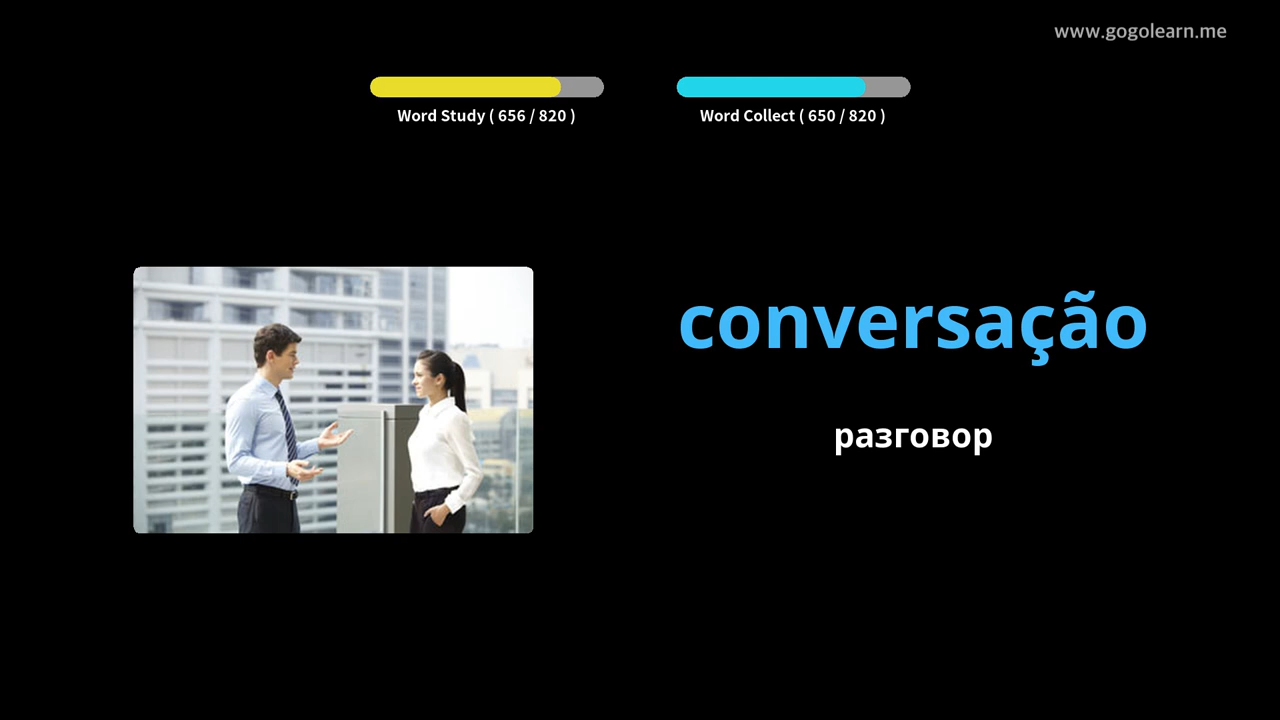 www.gogolearn.me
Word Study ( 656 / 820 )
Word Collect ( 650 / 820 )
conversação
разговор